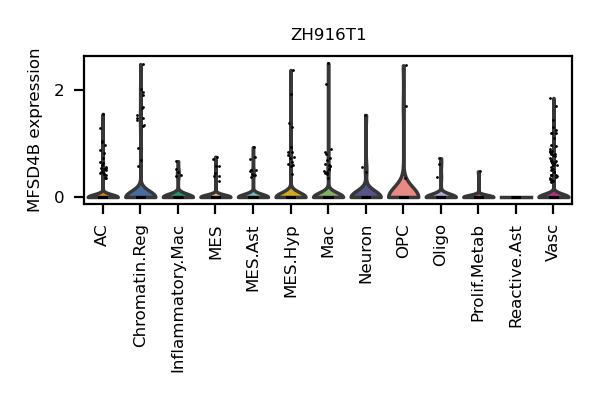 ZH916T1
MFSD4B expression
2
0
AC
Chromatin.Reg
Inflammatory.Mac
MES
MES.Ast
MES.Hyp
Mac
Neuron
OPC
Oligo
Prolif.Metab
Reactive.Ast
Vasc